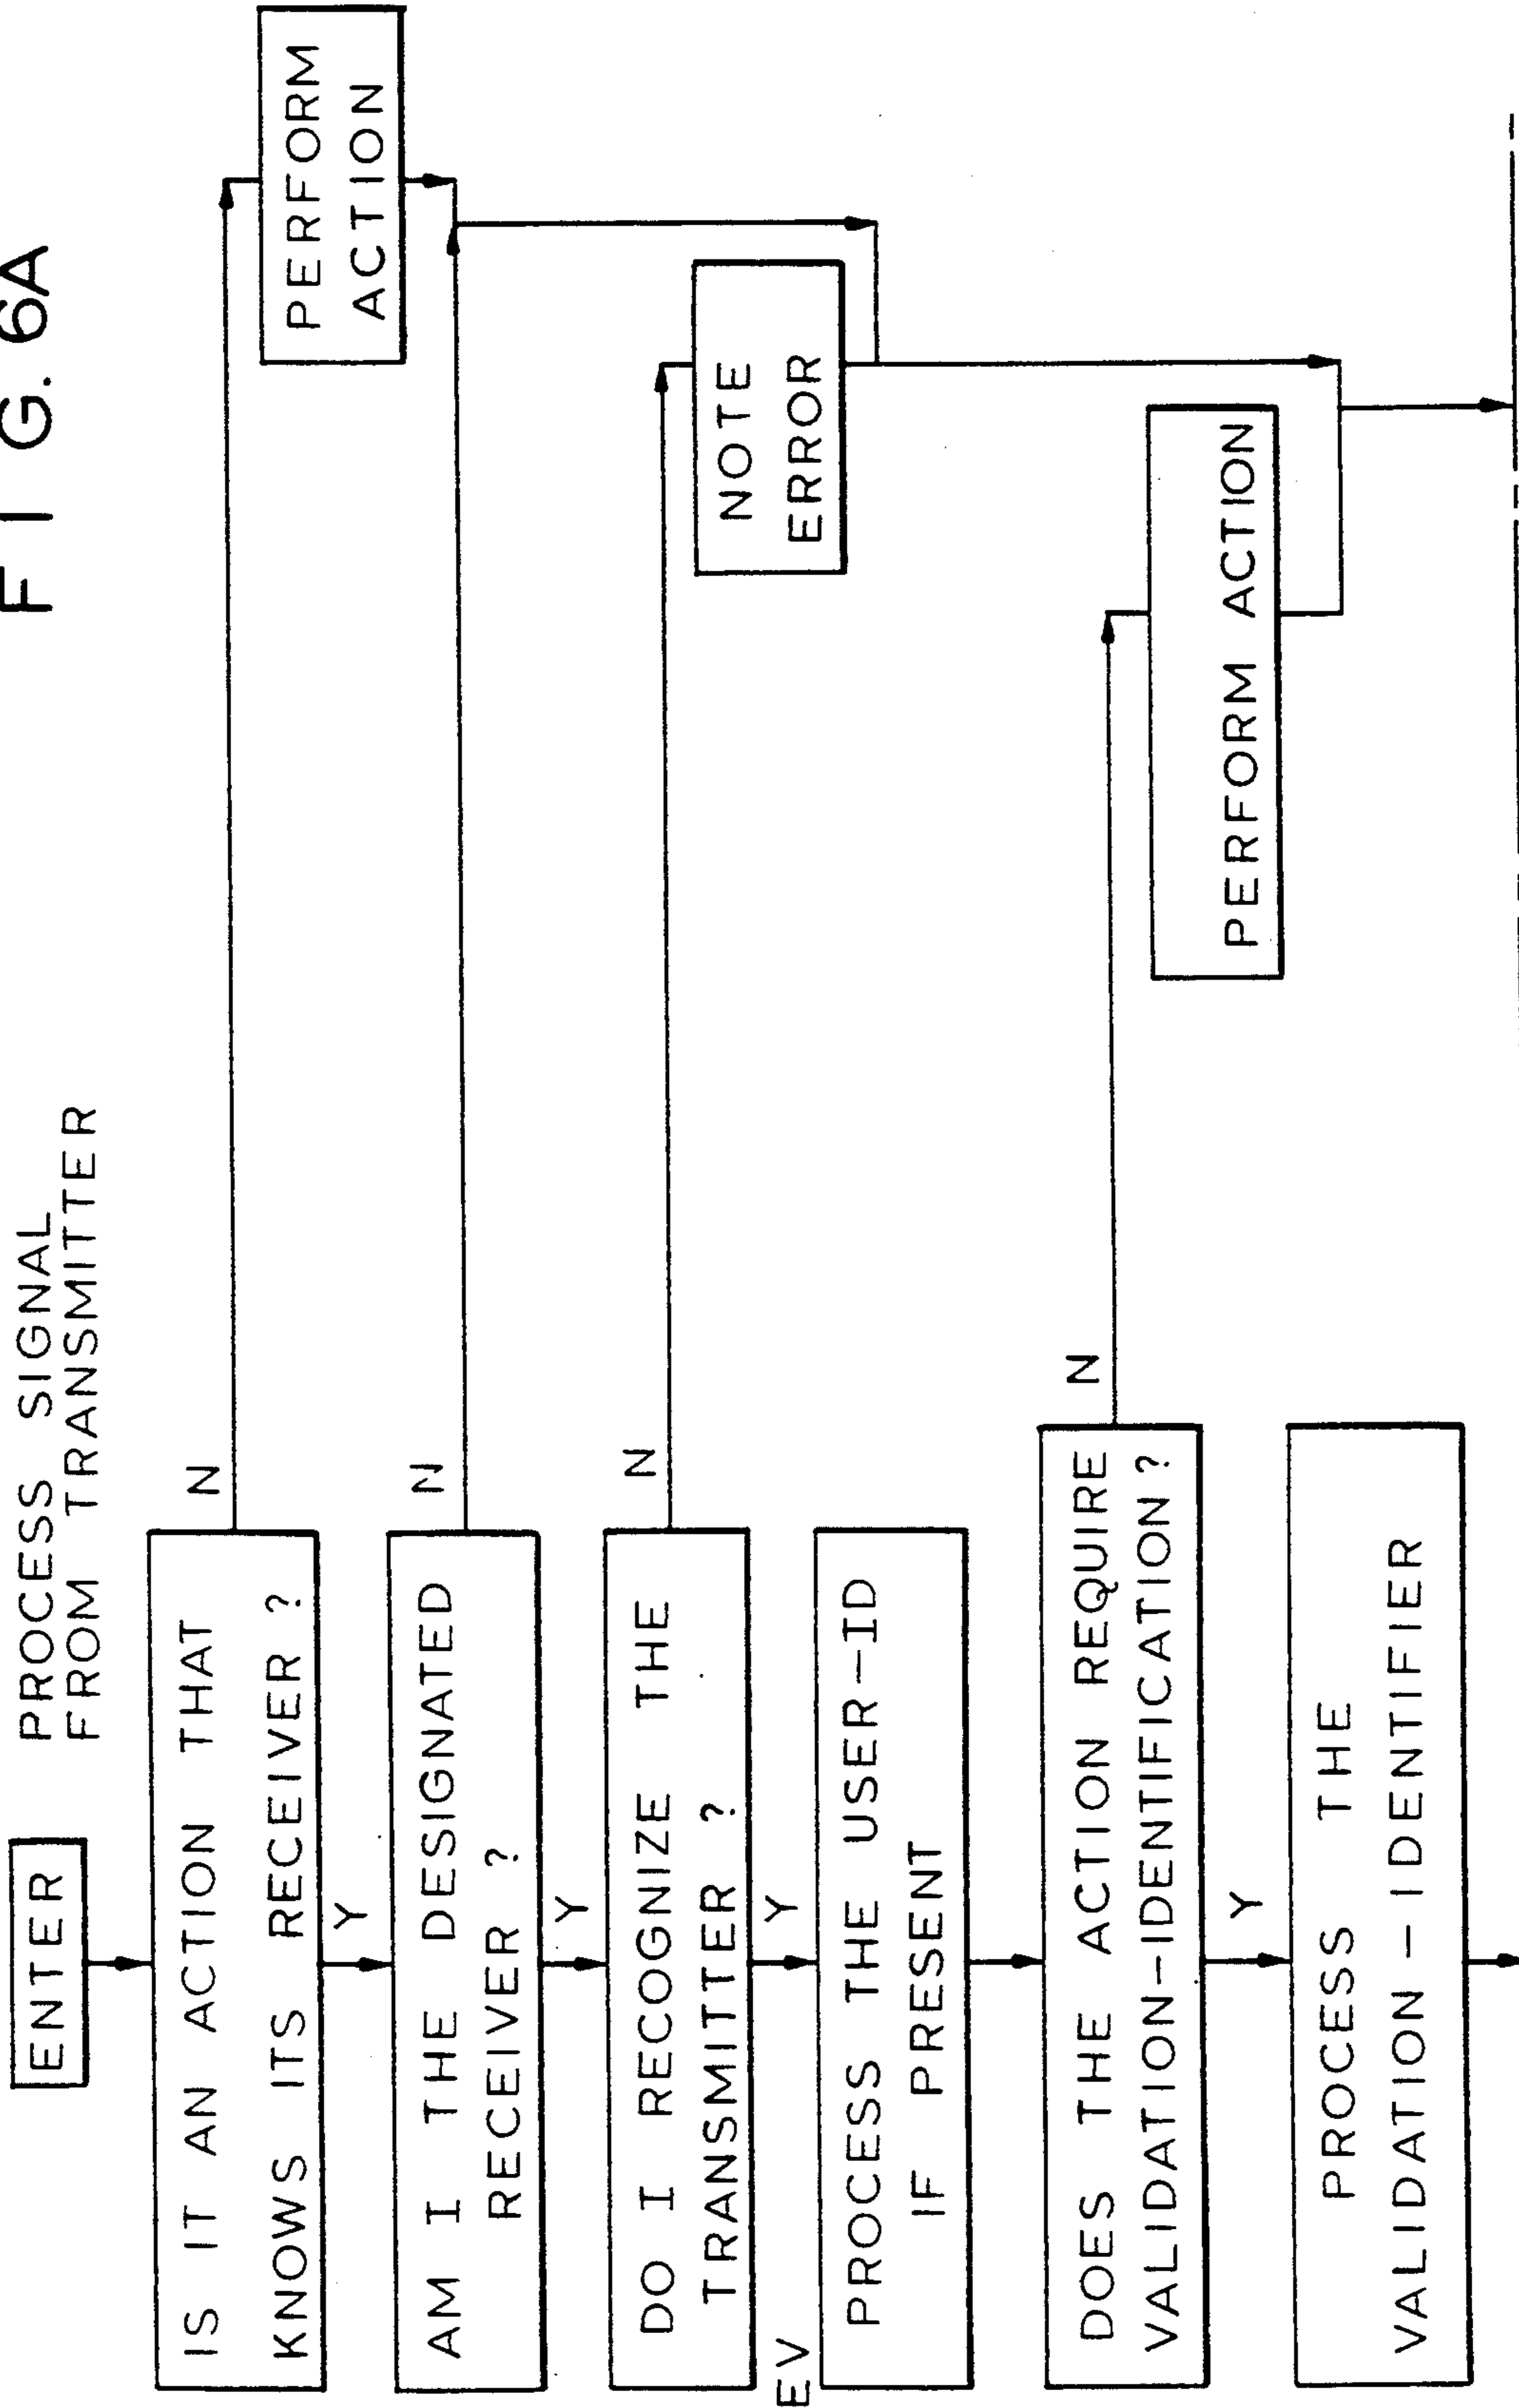 F I G. 6A
ENTER
PROCESS SIGNAL
FROM TRANSMITTER
IS IT AN ACTION THAT
KNOWS ITS RECEIVER ?
N
PERFORM
ACTION
Y
AM I THE DESIGNATED
RECEIVER ?
N
Y
DO I RECOGNIZE THE
TRANSMITTER ?
N
NOTE
ERROR
Y
EV
PROCESS THE USER-ID
IF PRESENT
DOES THE ACTION REQUIRE
VALIDATION-IDENTIFICATION ?
N
PERFORM ACTION
Y
PROCESS THE
VALIDATION-IDENTIFIER